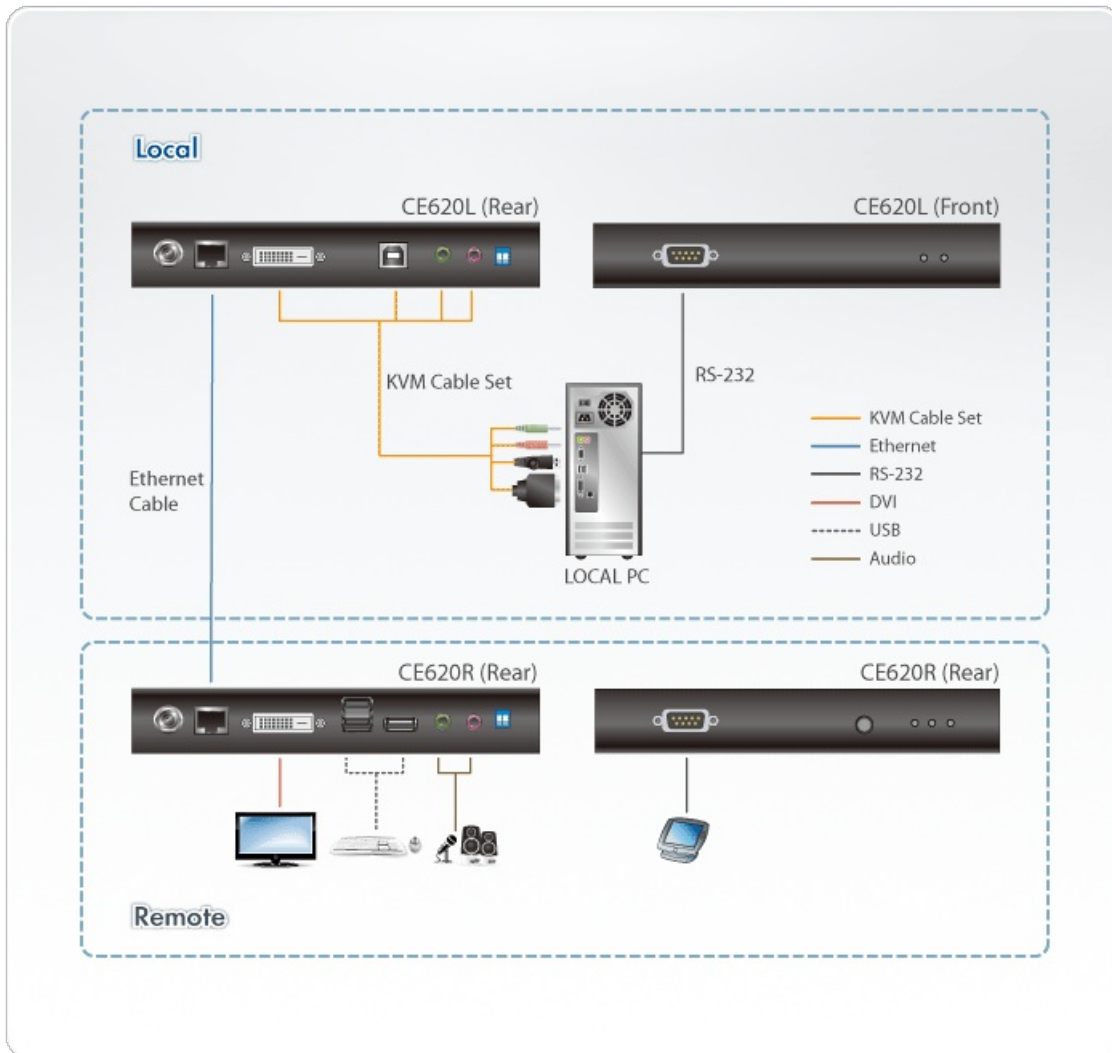 Local
CE620L (Rear)
CE620L (Front)
KVM Cable Set
RS-232
Ethernet
Cable
LOCAL PC
KVM Cable Set
Ethernet
RS-232
DVI
USB
Audio
CE620R (Rear)
CE620R (Rear)
Remote